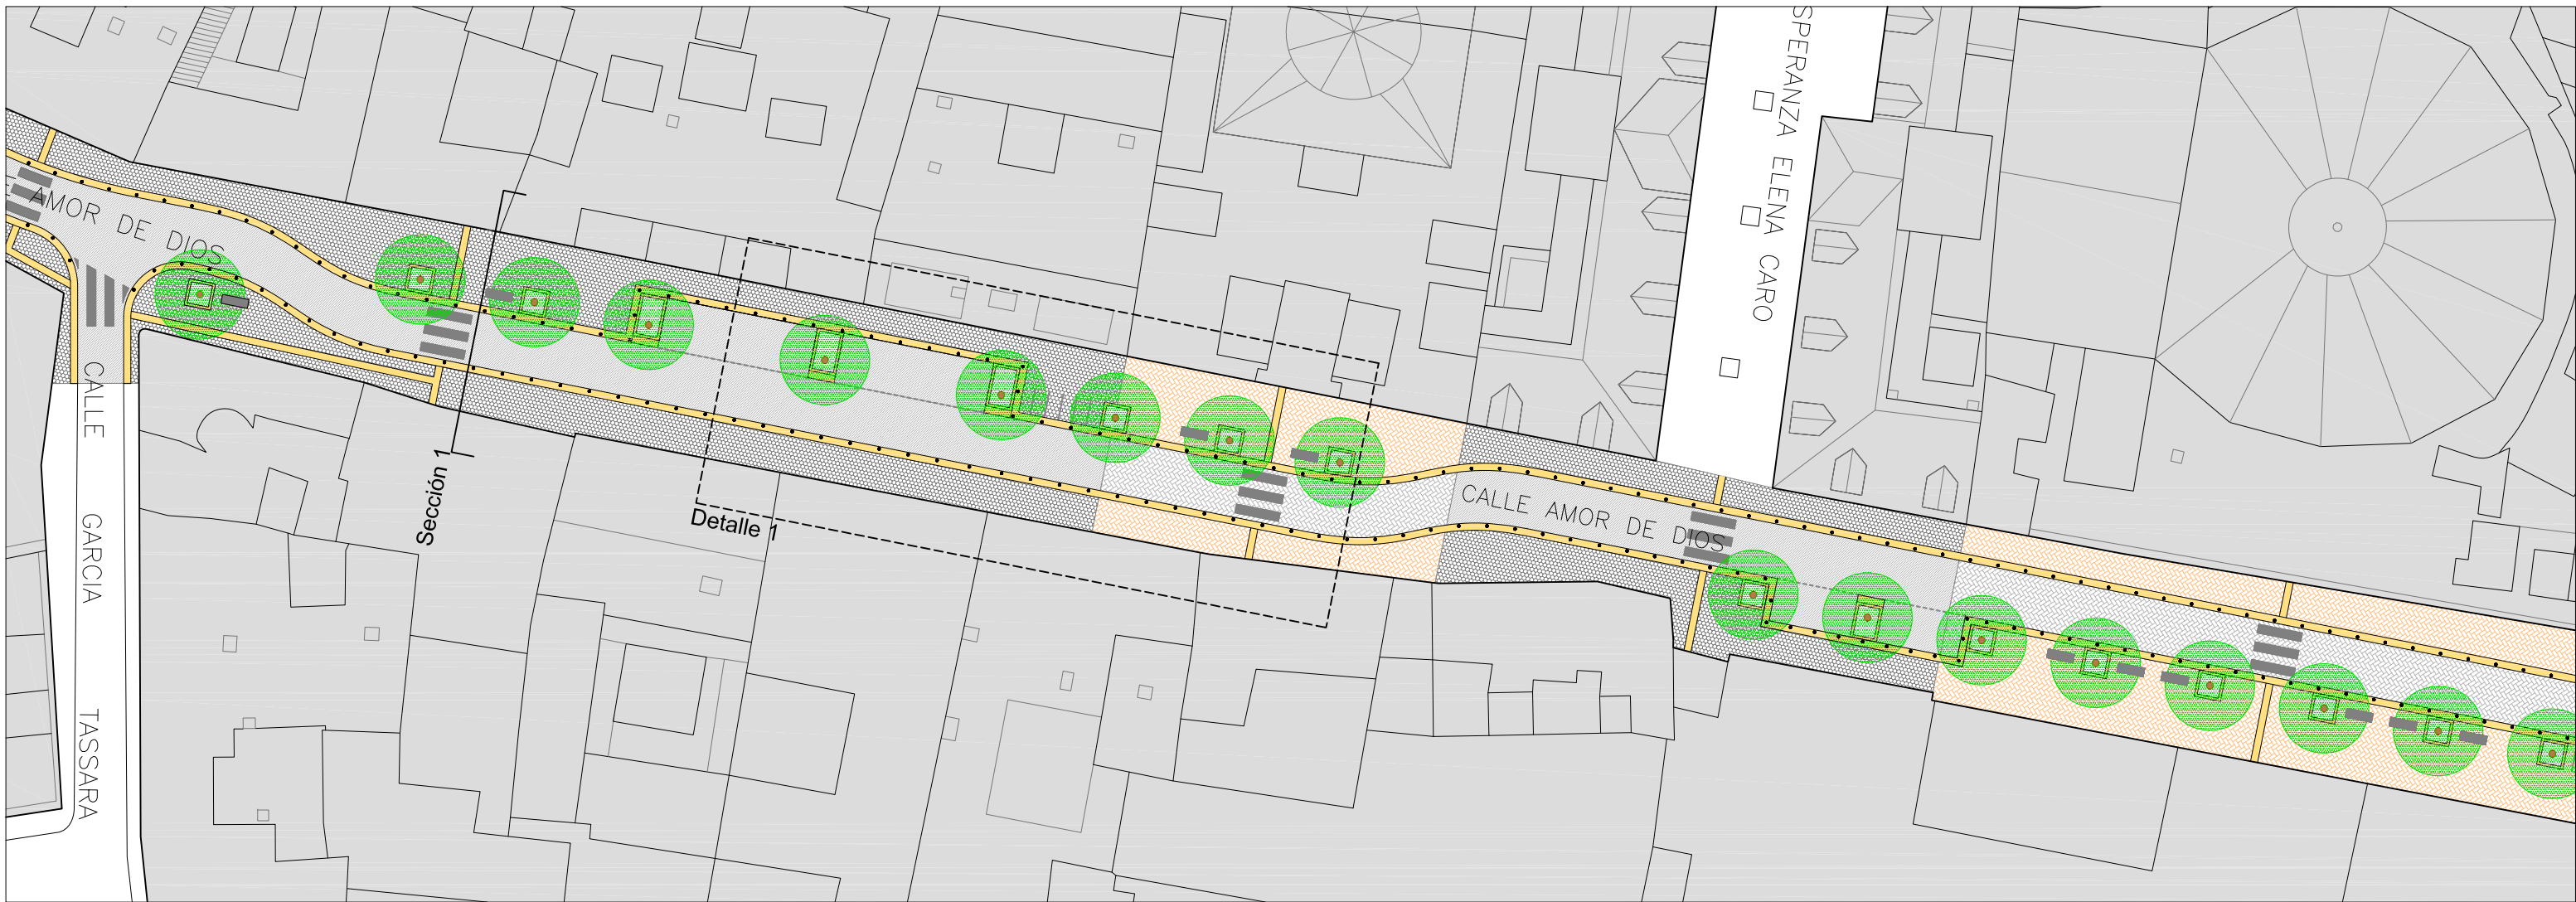 AMOR DE DIOS
SPERANZA ELENA CARO
Sección 1
Detalle 1
CALLE AMOR DE DIOS
CALLE GARCIA TASSARA